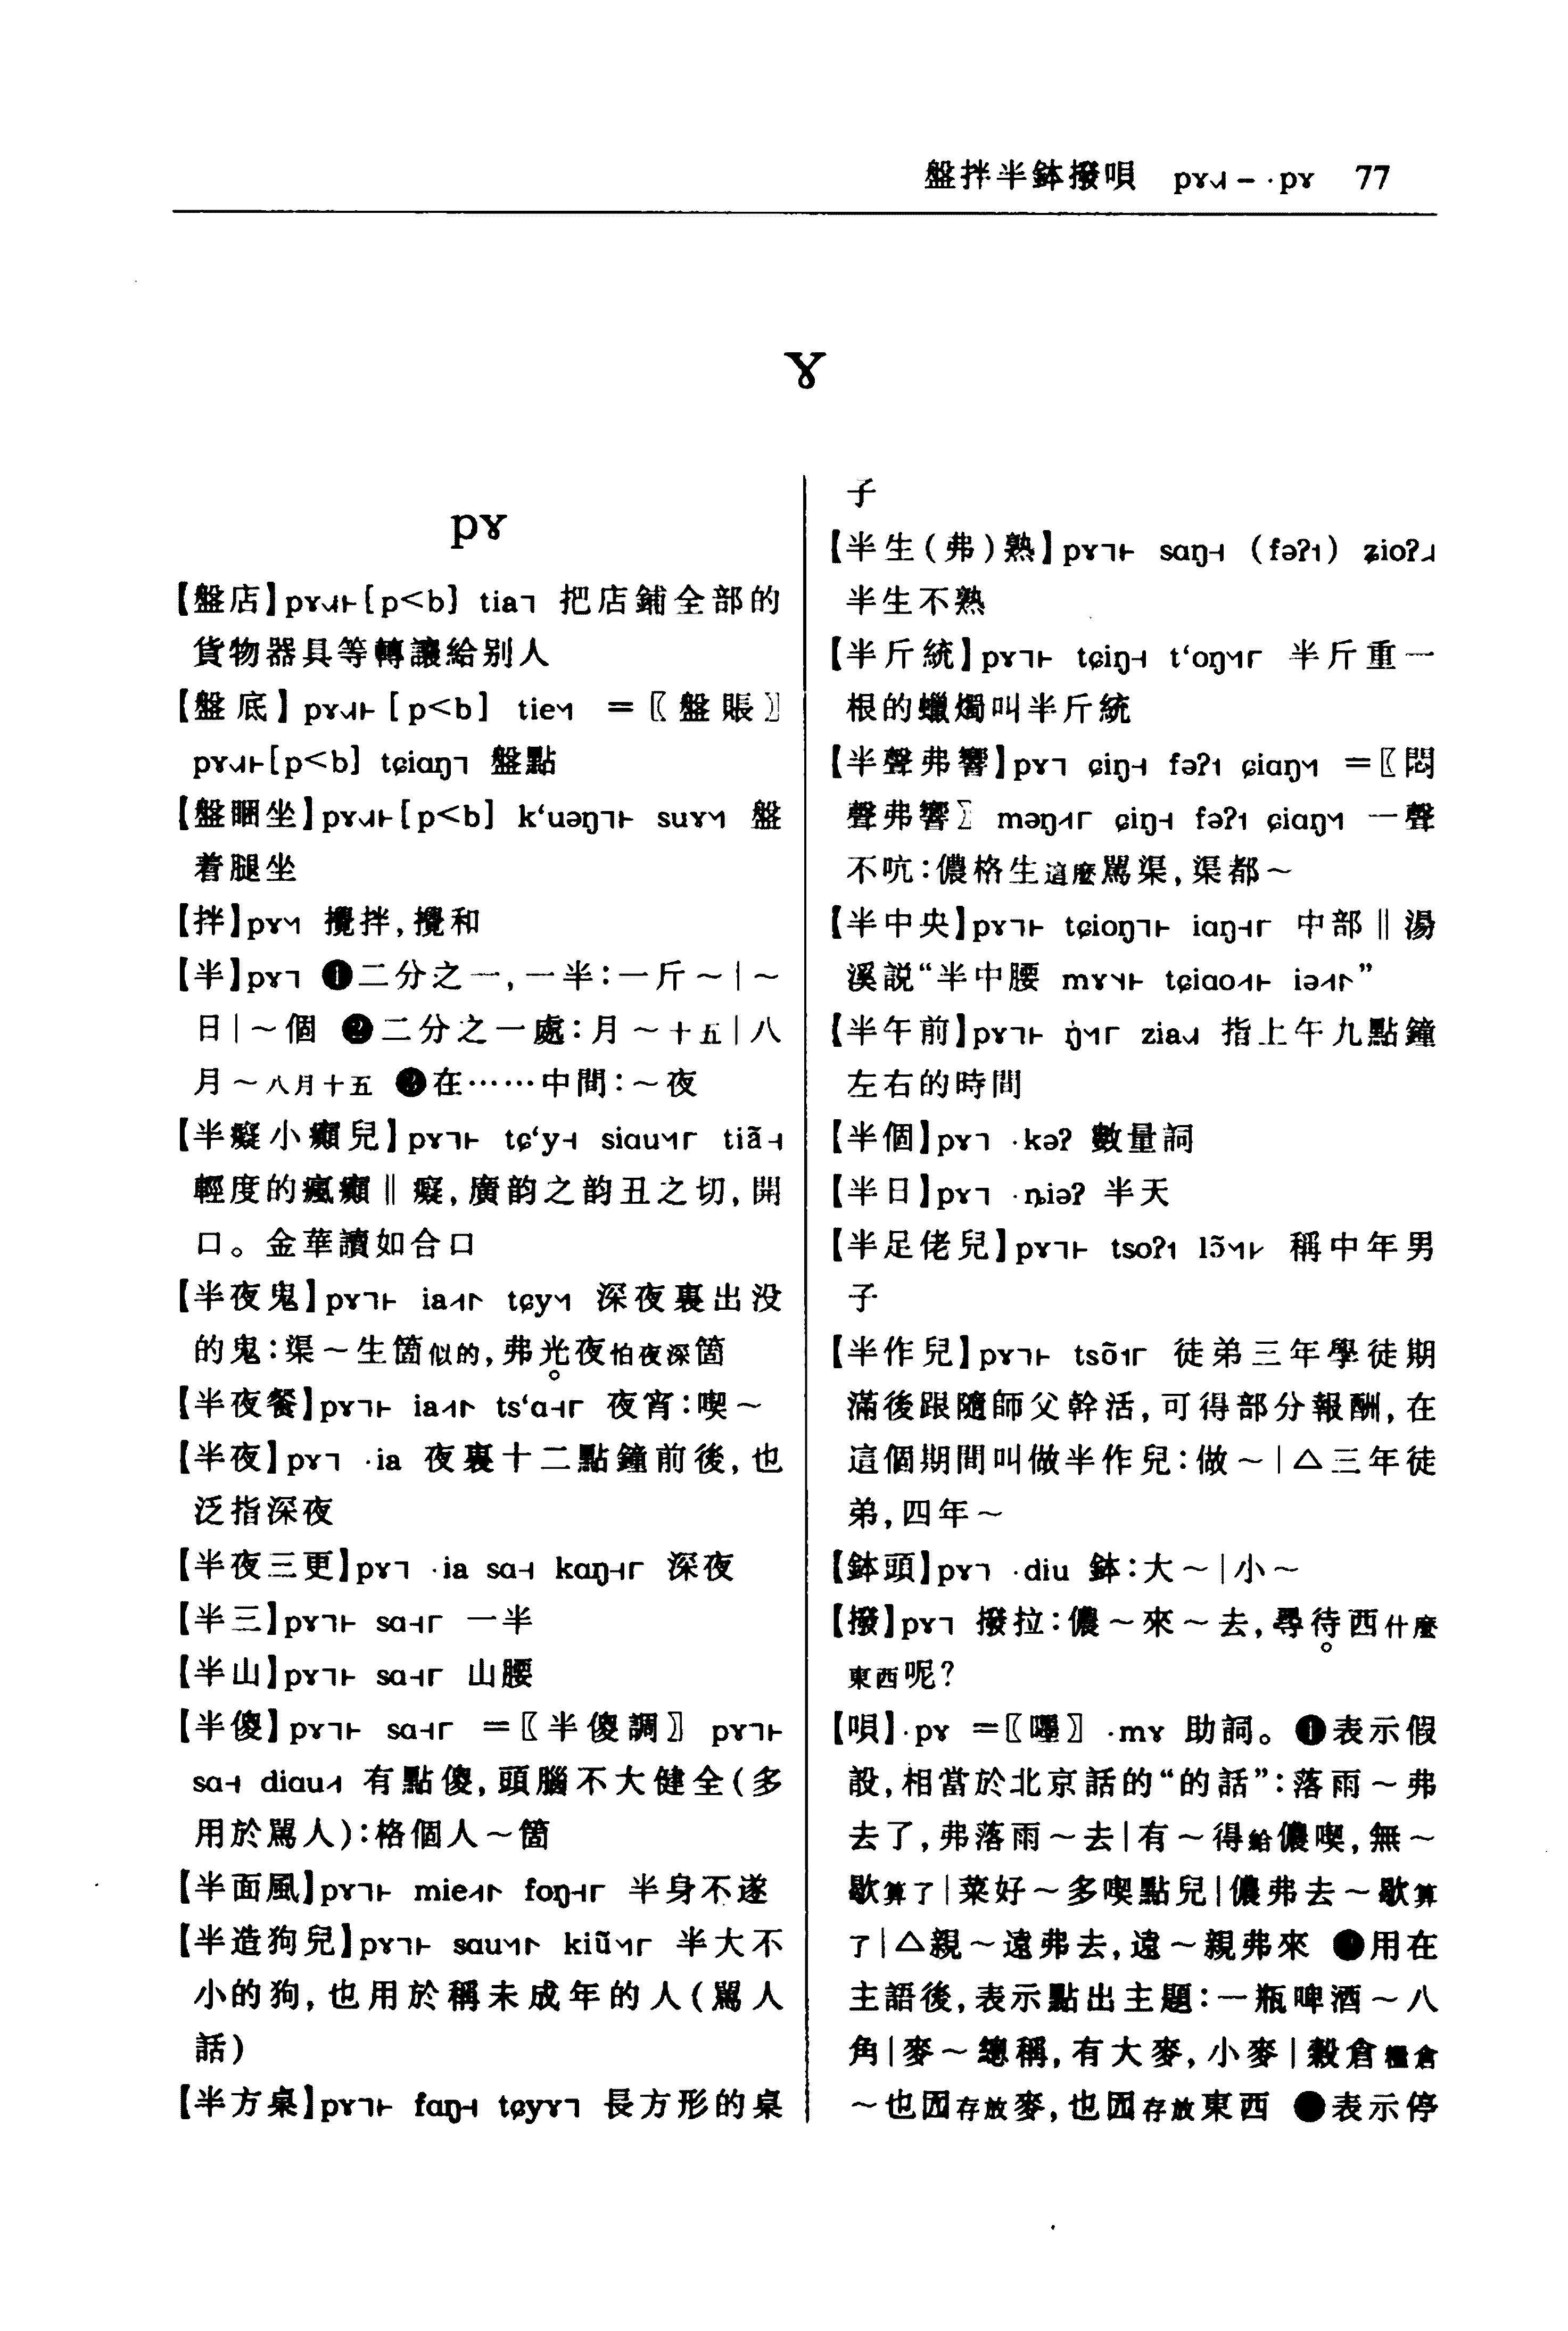 盤拌半鉢撥唄 pɤ˧˩˧ – ·pɤ 77
ɤ
pɤ
【盤店】pɤ˧˩˧꜔[p<b] tia˥ 把店鋪全部的
貨物器具等轉讓給别人
【盤底】pɤ˧˩˧꜔[p<b] tie˥˧˥ =〖盤賬〗
pɤ˧˩˧꜔[p<b] tɕiɑŋ˥ 盤點
【盤睏坐】pɤ˧˩˧꜔[p<b] k‘uəŋ˥꜔ suɤ˥˧˥ 盤
着腿坐
【拌】pɤ˥˧˥ 攪拌,攪和
【半】pɤ˥ ❶二分之一,一半:一斤～|～
日|～個 ❷二分之一處:月～十五|八
月～八月十五 ❸在……中間:～夜
【半癡小癲兒】pɤ˥꜔ tɕ‘y˧˧˦ siɑu˥˧˥꜒ tiã˧˧˦
輕度的瘋癲‖癡,廣韵之韵丑之切,開
口。金華讀如合口
【半夜鬼】pɤ˥꜔ ia˩˦꜒꜔ tɕy˥˧˥ 深夜裏出没
的鬼:渠～生箇似的,弗光夜怕夜深箇
【半夜餐】pɤ˥꜔ ia˩˦꜒꜔ ts‘ɑ˧˧˦꜒ 夜宵:喫～
【半夜】pɤ˥ ·ia 夜裏十二點鐘前後,也
泛指深夜
【半夜三更】pɤ˥ ·ia sɑ˧˧˦ kɑŋ˧˧˦꜒ 深夜
【半三】pɤ˥꜔ sɑ˧˧˦꜒ 一半
【半山】pɤ˥꜔ sɑ˧˧˦꜒ 山腰
【半傻】pɤ˥꜔ sɑ˧˧˦꜒ =〖半傻調〗pɤ˥꜔
sɑ˧˧˦ diɑu˩˦ 有點傻,頭腦不大健全(多
用於駡人):格個人～箇
【半面風】pɤ˥꜔ mie˩˦꜒꜔ foŋ˧˧˦꜒ 半身不遂
【半造狗兒】pɤ˥꜔ sɑu˥˧˥꜒꜔ kiũ˥˧˥꜒ 半大不
小的狗,也用於稱未成年的人(駡人
話)
【半方桌】pɤ˥꜔ fɑŋ˧˧˦ tɕyɤ˥ 長方形的桌
子
【半生(弗)熟】pɤ˥꜔ sɑŋ˧˧˦ (fəʔ˦) ʑioʔ˨˩˨
半生不熟
【半斤統】pɤ˥꜔ tɕiŋ˧˧˦ t‘oŋ˥˧˥꜒ 半斤重一
根的蠟燭叫半斤統
【半聲弗響】pɤ˥ ɕiŋ˧˧˦ fəʔ˦ ɕiɑŋ˥˧˥ =〖悶
聲弗響〗məŋ˩˦꜒ ɕiŋ˧˧˦ fəʔ˦ ɕiɑŋ˥˧˥ 一聲
不吭:儂格生這麽駡渠,渠都～
【半中央】pɤ˥꜔ tɕioŋ˥꜔ iɑŋ˧˧˦꜒ 中部‖湯
溪説“半中腰 mɤ˥˨꜔ tɕiɑo˨˦꜔ iə˨˦꜒꜔”
【半午前】pɤ˥꜔ ŋ̍˥˧˥꜒ zia˧˩˧ 指上午九點鐘
左右的時間
【半個】pɤ˥ ·kəʔ 數量詞
【半日】pɤ˥ ·ȵiəʔ 半天
【半足佬兒】pɤ˥꜔ tsoʔ˦ lɔ̃˥˧˥꜕꜓ 稱中年男
子
【半作兒】pɤ˥꜔ tsõ˦꜒ 徒弟三年學徒期
滿後跟隨師父幹活,可得部分報酬,在
這個期間叫做半作兒:做～|△三年徒
弟,四年～
【鉢頭】pɤ˥ ·diu 鉢:大～|小～
【撥】pɤ˥ 撥拉:儂～來～去,尋待西什麽
東西呢?
【唄】·pɤ =〖嚜〗·mɤ 助詞。❶表示假
設,相當於北京話的“的話”:落雨～弗
去了,弗落雨～去|有～得給儂喫,無～
歇算了|菜好～多喫點兒|儂弗去～歇算
了|△親～遠弗去,遠～親弗來 ❷用在
主語後,表示點出主題:一瓶啤酒～八
角|麥～總稱,有大麥,小麥|穀倉糧倉
～也囥存放麥,也囥存放東西 ❸表示停